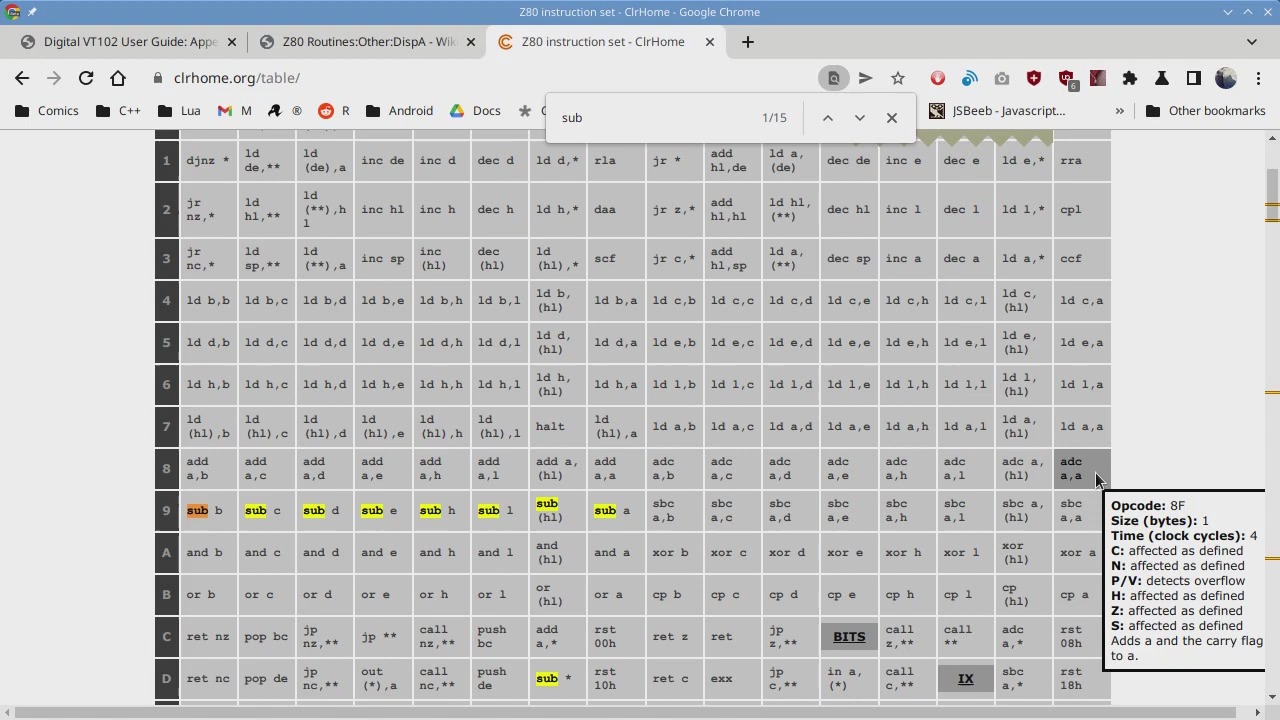 Z80 instruction set - ClrHome - Google Chrome
Digital VT102 User Guide: Appe
Z80 Routines:Other:DispA - Wik
Z80 instruction set - ClrHome
clrhome.org/table/
6
Comics C++ Lua M A R Android Docs JSBeeb - Javascript... » Other bookmarks
sub 1/15
1 djnz * ld de,** ld (de),a inc de inc d dec d ld d,* rla jr * add hl,de ld a,(de) dec de inc e dec e ld e,* rra
2 jr nz,* ld hl,** ld (**),hl inc hl inc h dec h ld h,* daa jr z,* add hl,hl ld hl,(**) dec hl inc l dec l ld l,* cpl
3 jr nc,* ld sp,** ld (**),a inc sp inc (hl) dec (hl) ld (hl),* scf jr c,* add hl,sp ld a,(**) dec sp inc a dec a ld a,* ccf
4 ld b,b ld b,c ld b,d ld b,e ld b,h ld b,l ld b,(hl) ld b,a ld c,b ld c,c ld c,d ld c,e ld c,h ld c,l ld c,(hl) ld c,a
5 ld d,b ld d,c ld d,d ld d,e ld d,h ld d,l ld d,(hl) ld d,a ld e,b ld e,c ld e,d ld e,e ld e,h ld e,l ld e,(hl) ld e,a
6 ld h,b ld h,c ld h,d ld h,e ld h,h ld h,l ld h,(hl) ld h,a ld l,b ld l,c ld l,d ld l,e ld l,h ld l,l ld l,(hl) ld l,a
7 ld (hl),b ld (hl),c ld (hl),d ld (hl),e ld (hl),h ld (hl),l halt ld (hl),a ld a,b ld a,c ld a,d ld a,e ld a,h ld a,l ld a,(hl) ld a,a
8 add a,b add a,c add a,d add a,e add a,h add a,l add a,(hl) add a,a adc a,b adc a,c adc a,d adc a,e adc a,h adc a,l adc a,(hl) adc a,a
9 sub b sub c sub d sub e sub h sub l sub (hl) sub a sbc a,b sbc a,c sbc a,d sbc a,e sbc a,h sbc a,l sbc a,(hl) sbc a,a
A and b and c and d and e and h and l and (hl) and a xor b xor c xor d xor e xor h xor l xor (hl) xor a
B or b or c or d or e or h or l or (hl) or a cp b cp c cp d cp e cp h cp l cp (hl) cp a
C ret nz pop bc jp nz,** jp ** call nz,** push bc add a,* rst 00h ret z ret jp z,** BITS call z,** call ** adc a,* rst 08h
D ret nc pop de jp nc,** out (*),a call nc,** push de sub * rst 10h ret c exx jp c,** in a,(*) call c,** IX sbc a,* rst 18h
Opcode: 8F
Size (bytes): 1
Time (clock cycles): 4
C: affected as defined
N: affected as defined
P/V: detects overflow
H: affected as defined
Z: affected as defined
S: affected as defined
Adds a and the carry flag
to a.